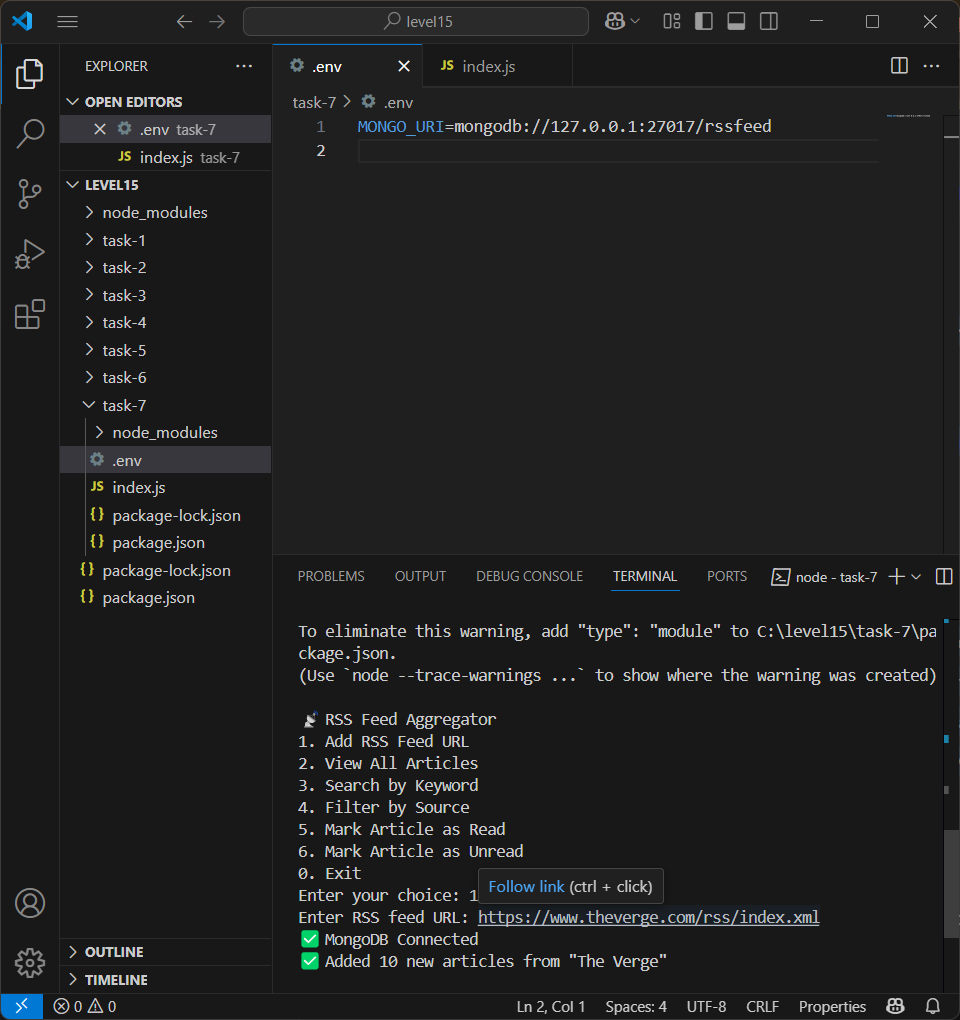 level15
EXPLORER
OPEN EDITORS
.env task-7
JS index.js task-7
LEVEL15
node_modules
task-1
task-2
task-3
task-4
task-5
task-6
task-7
node_modules
.env
JS index.js
{} package-lock.json
{} package.json
{} package-lock.json
{} package.json
OUTLINE
TIMELINE
.env
JS index.js
task-7 > .env
1 MONGO_URI=mongodb://127.0.0.1:27017/rssfeed
2
PROBLEMS OUTPUT DEBUG CONSOLE TERMINAL PORTS node - task-7
To eliminate this warning, add "type": "module" to C:\level15\task-7\pa
ckage.json.
(Use `node --trace-warnings ...` to show where the warning was created)
📡 RSS Feed Aggregator
1. Add RSS Feed URL
2. View All Articles
3. Search by Keyword
4. Filter by Source
5. Mark Article as Read
6. Mark Article as Unread
0. Exit
Follow link (ctrl + click)
Enter your choice: 1
Enter RSS feed URL: https://www.theverge.com/rss/index.xml
✅ MongoDB Connected
✅ Added 10 new articles from "The Verge"
0 0 Ln 2, Col 1 Spaces: 4 UTF-8 CRLF Properties